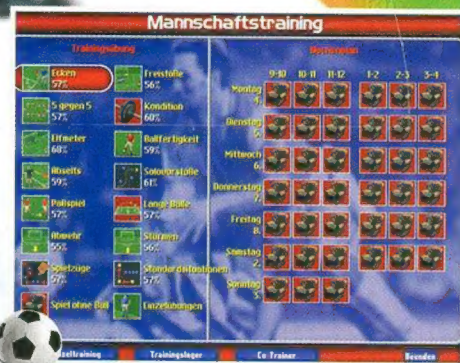 Mannschaftstraining
Trainingsübung
Wochenplan
Ecken
57%
Freistöße
56%
5 gegen 5
57%
Kondition
60%
Elfmeter
68%
Ballfertigkeit
59%
Abseits
59%
Solovorstöße
61%
Paßspiel
57%
Lange Bälle
57%
Abwehr
55%
Stürmen
56%
Spielzüge
57%
Standardsituationen
57%
Spiel ohne Ball
Einzelübungen
9-10 10-11 11-12 1-2 2-3 3-4
Montag
4.
Dienstag
5.
Mittwoch
6.
Donnerstag
7.
Freitag
8.
Samstag
2.
Sonntag
3.
Trainingslager
Co Trainer
Beenden